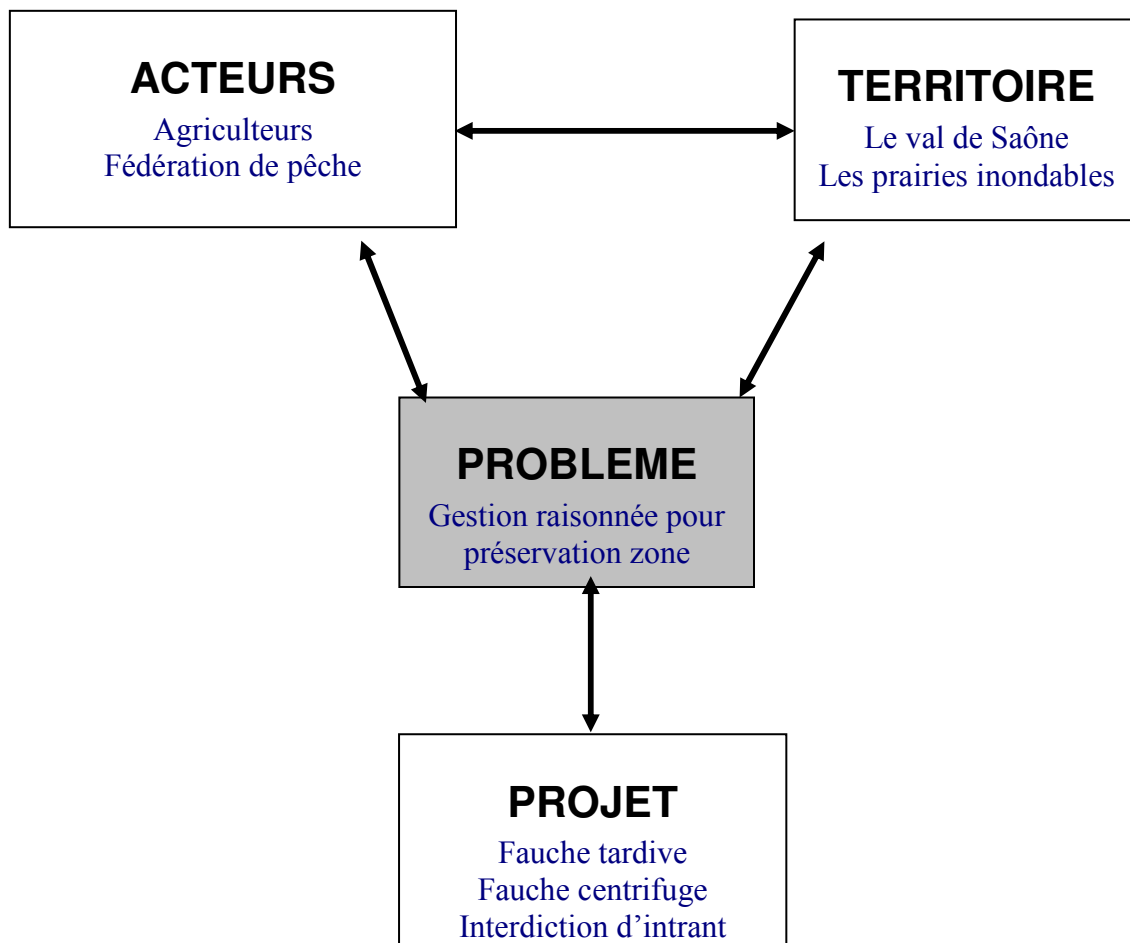 ACTEURS
Agriculteurs
Fédération de pêche
TERRITOIRE
Le val de Saône
Les prairies inondables
PROBLEME
Gestion raisonnée pour
préservation zone
PROJET
Fauche tardive
Fauche centrifuge
Interdiction d’intrant